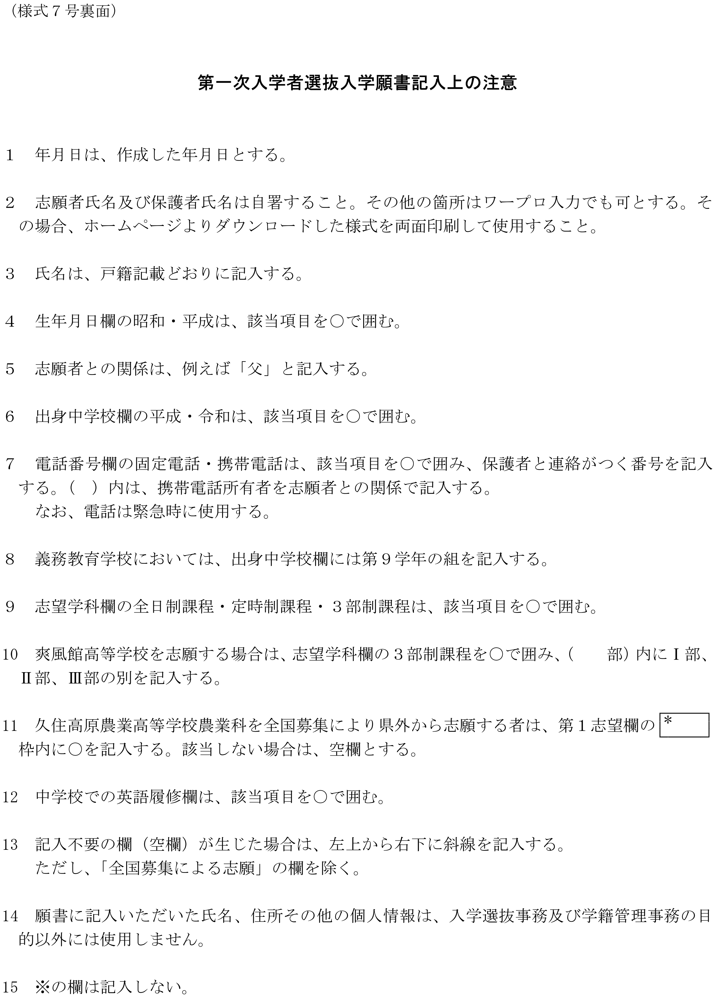 （様式７号裏面）
第一次入学者選抜入学願書記入上の注意
１　年月日は、作成した年月日とする。
２　志願者氏名及び保護者氏名は自署すること。その他の箇所はワープロ入力でも可とする。そ
の場合、ホームページよりダウンロードした様式を両面印刷して使用すること。
３　氏名は、戸籍記載どおりに記入する。
４　生年月日欄の昭和・平成は、該当項目を○で囲む。
５　志願者との関係は、例えば「父」と記入する。
６　出身中学校欄の平成・令和は、該当項目を○で囲む。
７　電話番号欄の固定電話・携帯電話は、該当項目を○で囲み、保護者と連絡がつく番号を記入
する。（　）内は、携帯電話所有者を志願者との関係で記入する。
なお、電話は緊急時に使用する。
８　義務教育学校においては、出身中学校欄には第９学年の組を記入する。
９　志望学科欄の全日制課程・定時制課程・３部制課程は、該当項目を○で囲む。
10　爽風館高等学校を志願する場合は、志望学科欄の３部制課程を○で囲み、（　　部）内にⅠ部、
Ⅱ部、Ⅲ部の別を記入する。
11　久住高原農業高等学校農業科を全国募集により県外から志願する者は、第１志望欄の＊
枠内に○を記入する。該当しない場合は、空欄とする。
12　中学校での英語履修欄は、該当項目を○で囲む。
13　記入不要の欄（空欄）が生じた場合は、左上から右下に斜線を記入する。
ただし、「全国募集による志願」の欄を除く。
14　願書に記入いただいた氏名、住所その他の個人情報は、入学選抜事務及び学籍管理事務の目
的以外には使用しません。
15　※の欄は記入しない。